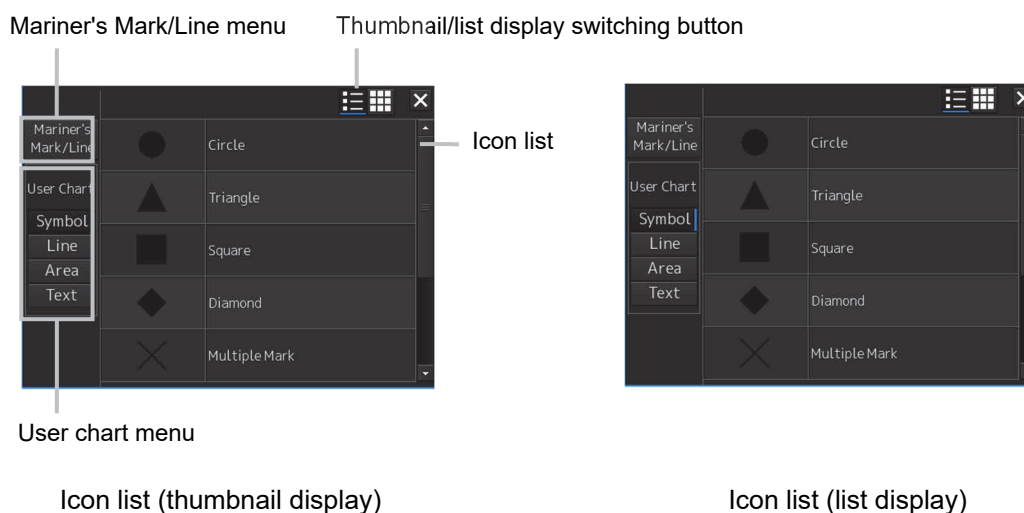 Mariner's Mark/Line menu
Thumbnail/list display switching button
Mariner's
Mark/Line
User Chart
Symbol
Line
Area
Text
Circle
Triangle
Square
Diamond
Multiple Mark
Icon list
User chart menu
Icon list (thumbnail display)
Mariner's
Mark/Line
User Chart
Symbol
Line
Area
Text
Circle
Triangle
Square
Diamond
Multiple Mark
Icon list (list display)